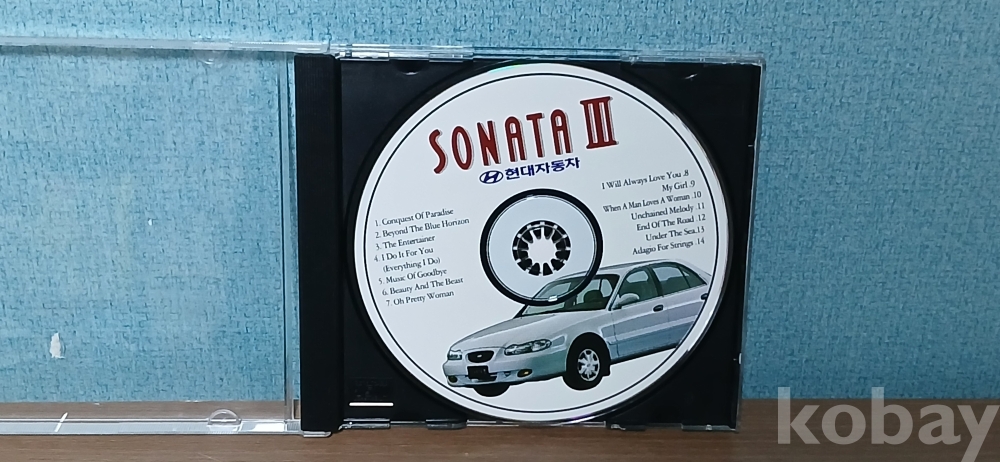 SONATA III
현대자동차
1. Conquest Of Paradise
2. Beyond The Blue Horizon
3. The Entertainer
4. I Do It For You
(Everything I Do)
5. Music Of Goodbye
6. Beauty And The Beast
7. Oh Pretty Woman
I Will Always Love You .8
My Girl .9
When A Man Loves A Woman .10
Unchained Melody .11
End Of The Road .12
Under The Sea.13
Adagio For Strings .14
kobay